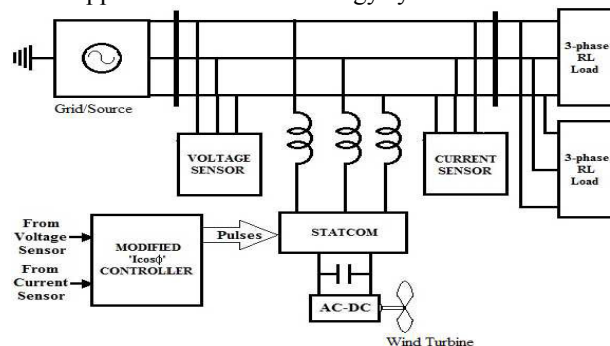 3-phase
RL
Load
Grid/Source
VOLTAGE
SENSOR
CURRENT
SENSOR
3-phase
RL
Load
From
Voltage
Sensor
From
Current
Sensor
MODIFIED
'Icosϕ'
CONTROLLER
Pulses
STATCOM
AC-DC
Wind Turbine